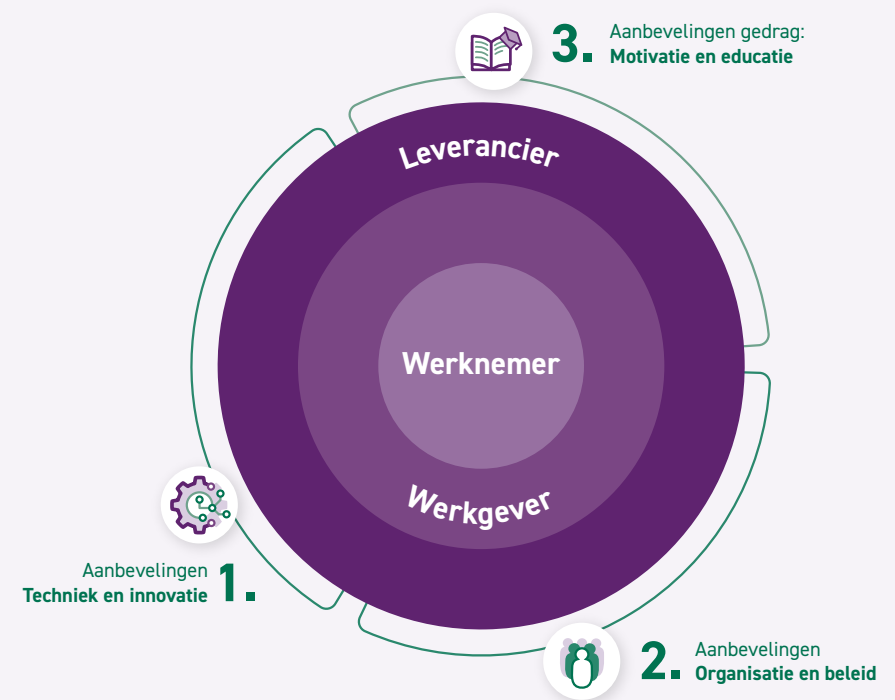 3.
Aanbevelingen gedrag:
Motivatie en educatie
Leverancier
Werknemer
Werkgever
Aanbevelingen
Techniek en innovatie
1.
2.
Aanbevelingen
Organisatie en beleid